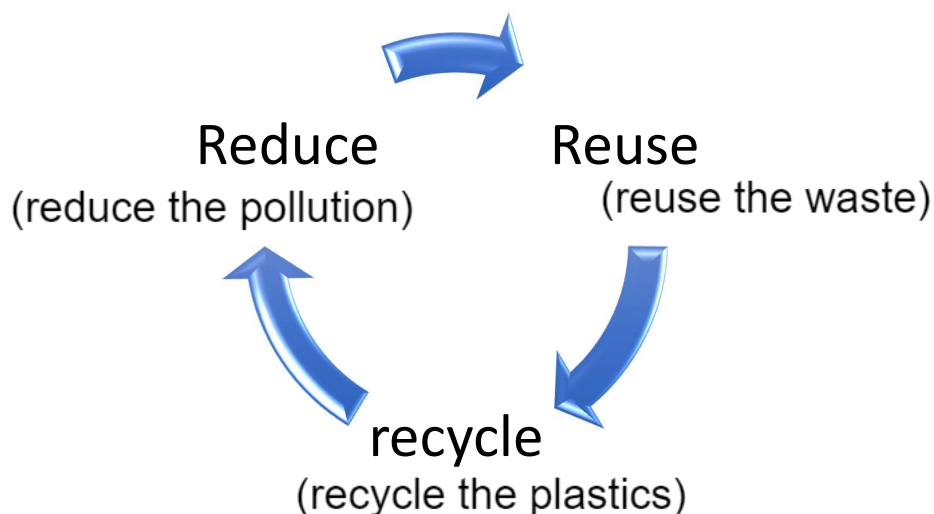 Reduce
(reduce the pollution)
Reuse
(reuse the waste)
recycle
(recycle the plastics)